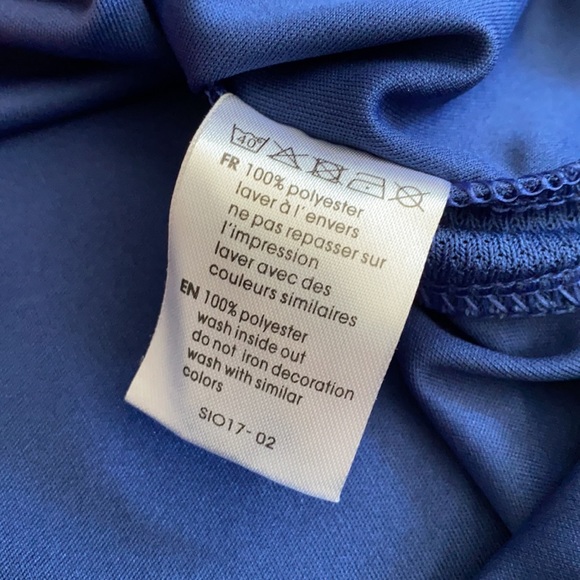 40°
FR 100% polyester
laver à l'envers
ne pas repasser sur
l'impression
laver avec des
couleurs similaires
EN 100% polyester
wash inside out
do not iron decoration
wash with similar
colors
SIO17-02